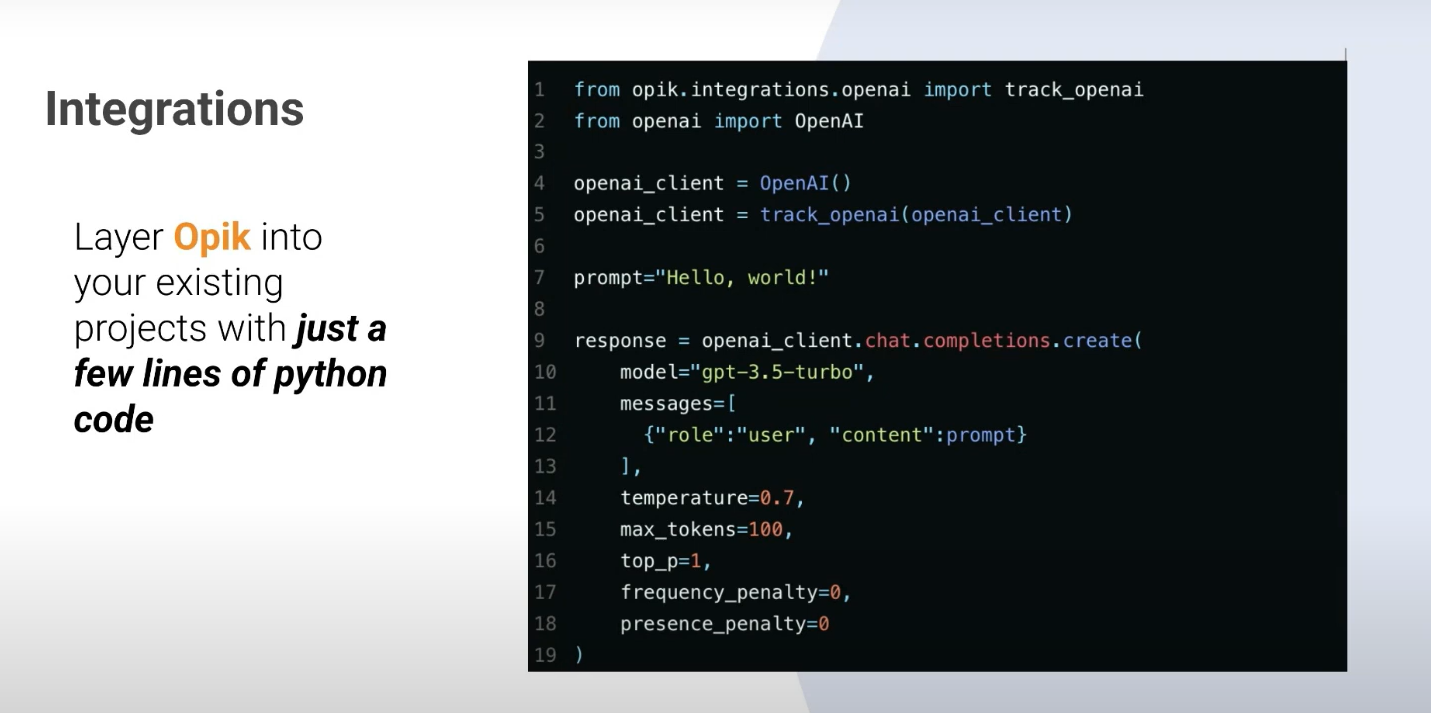 Integrations
Layer Opik into
your existing
projects with just a
few lines of python
code
1 from opik.integrations.openai import track_openai
2 from openai import OpenAI
3
4 openai_client = OpenAI()
5 openai_client = track_openai(openai_client)
6
7 prompt="Hello, world!"
8
9 response = openai_client.chat.completions.create(
10     model="gpt-3.5-turbo",
11     messages=[
12       {"role":"user", "content":prompt}
13     ],
14     temperature=0.7,
15     max_tokens=100,
16     top_p=1,
17     frequency_penalty=0,
18     presence_penalty=0
19 )